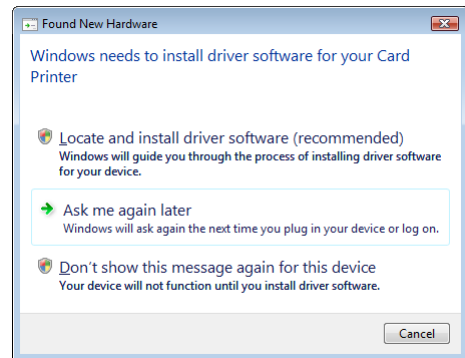 Found New Hardware
Windows needs to install driver software for your Card
Printer
Locate and install driver software (recommended)
Windows will guide you through the process of installing driver software
for your device.
Ask me again later
Windows will ask again the next time you plug in your device or log on.
Don't show this message again for this device
Your device will not function until you install driver software.
Cancel